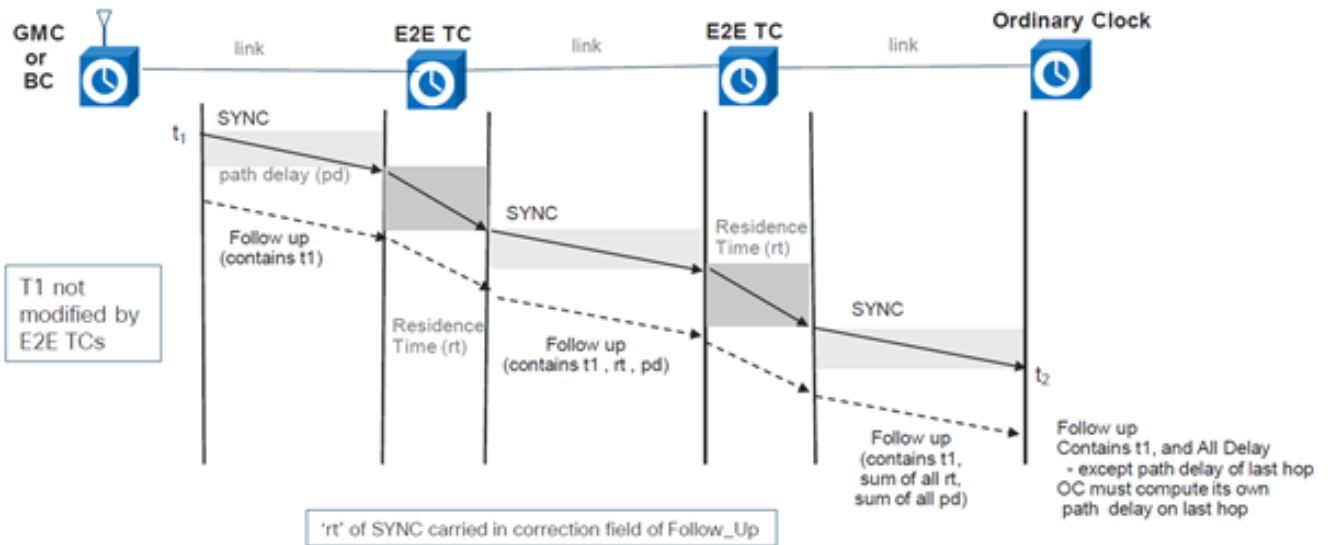 GMC
or
BC
link
E2E TC
link
E2E TC
link
Ordinary Clock
t1
SYNC
path delay (pd)
Follow up
(contains t1)
T1 not
modified by
E2E TCs
Residence
Time (rt)
SYNC
Follow up
(contains t1 , rt , pd)
Residence
Time (rt)
SYNC
t2
Follow up
(contains t1,
sum of all rt,
sum of all pd)
Follow up
Contains t1, and All Delay
- except path delay of last hop
OC must compute its own
path delay on last hop
'rt' of SYNC carried in correction field of Follow_Up